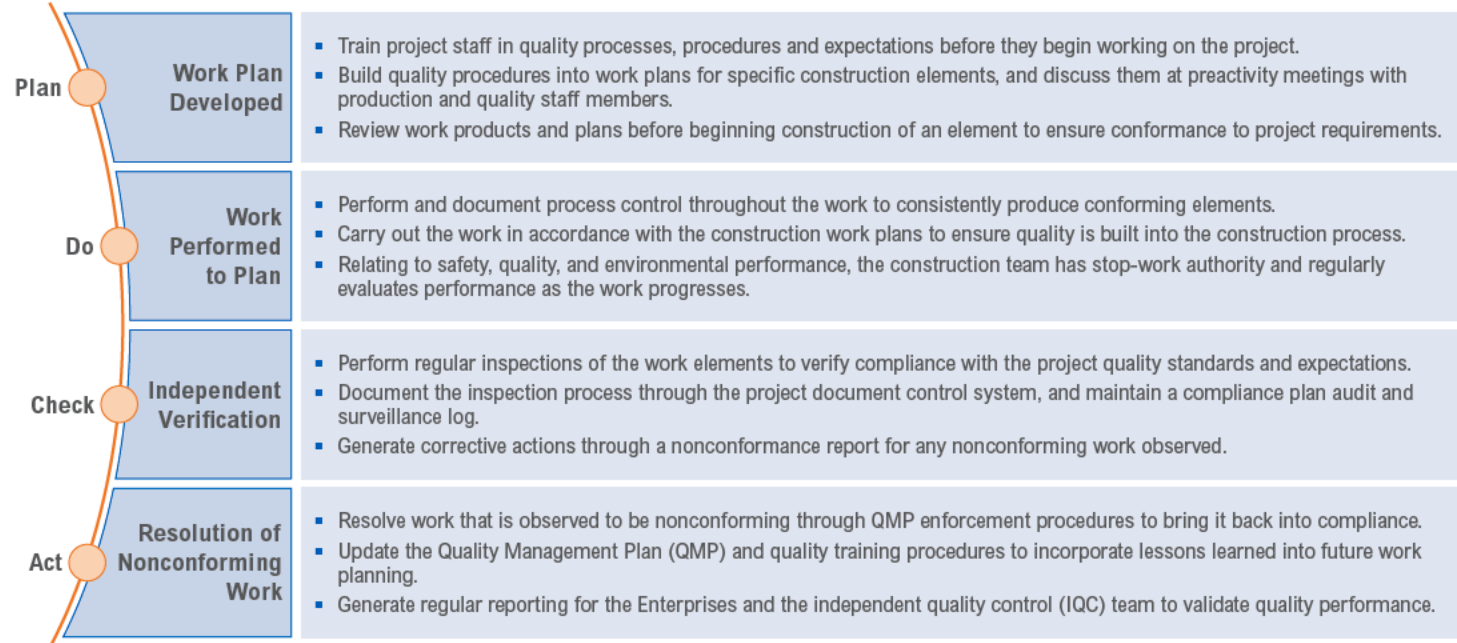 Plan
Work Plan
Developed
▪ Train project staff in quality processes, procedures and expectations before they begin working on the project.
▪ Build quality procedures into work plans for specific construction elements, and discuss them at preactivity meetings with
production and quality staff members.
▪ Review work products and plans before beginning construction of an element to ensure conformance to project requirements.
Do
Work
Performed
to Plan
▪ Perform and document process control throughout the work to consistently produce conforming elements.
▪ Carry out the work in accordance with the construction work plans to ensure quality is built into the construction process.
▪ Relating to safety, quality, and environmental performance, the construction team has stop-work authority and regularly
evaluates performance as the work progresses.
Check
Independent
Verification
▪ Perform regular inspections of the work elements to verify compliance with the project quality standards and expectations.
▪ Document the inspection process through the project document control system, and maintain a compliance plan audit and
surveillance log.
▪ Generate corrective actions through a nonconformance report for any nonconforming work observed.
Act
Resolution of
Nonconforming
Work
▪ Resolve work that is observed to be nonconforming through QMP enforcement procedures to bring it back into compliance.
▪ Update the Quality Management Plan (QMP) and quality training procedures to incorporate lessons learned into future work
planning.
▪ Generate regular reporting for the Enterprises and the independent quality control (IQC) team to validate quality performance.